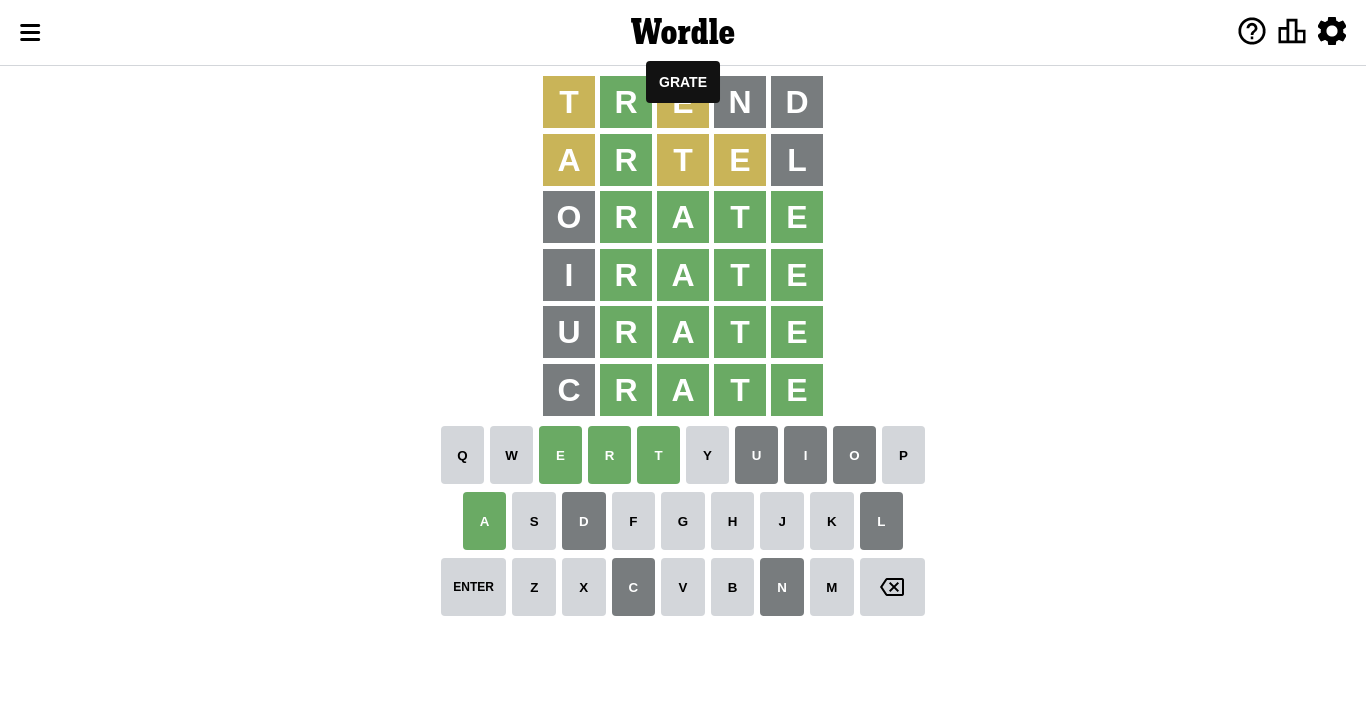 Wordle
GRATE
T R E N D
A R T E L
O R A T E
I R A T E
U R A T E
C R A T E
Q W E R T Y U I O P
A S D F G H J K L
ENTER Z X C V B N M